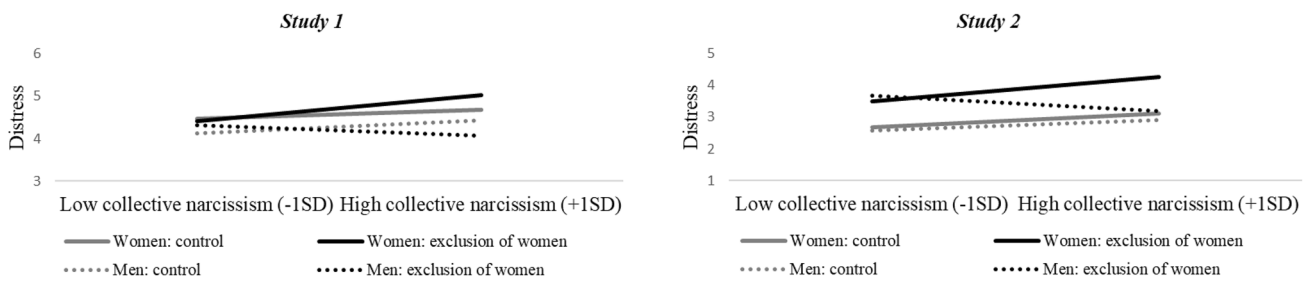 Study 1
6
5
4
3
Distress
Low collective narcissism (-1SD) High collective narcissism (+1SD)
Women: control
Women: exclusion of women
Men: control
Men: exclusion of women
Study 2
5
4
3
2
1
Distress
Low collective narcissism (-1SD) High collective narcissism (+1SD)
Women: control
Women: exclusion of women
Men: control
Men: exclusion of women